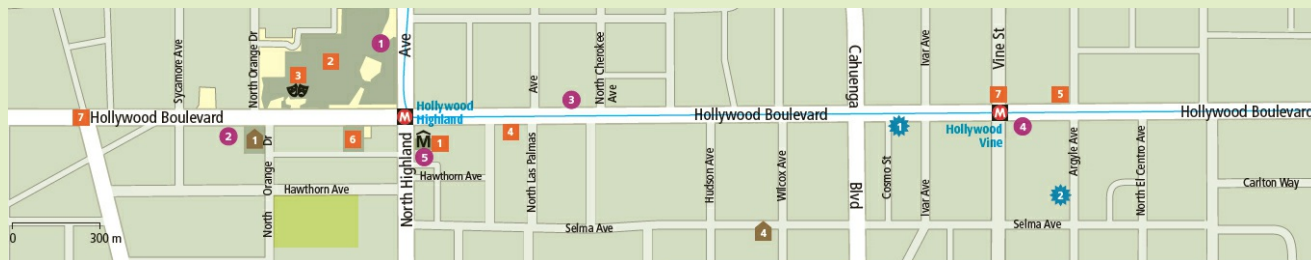 Sycamore Ave
North Orange Dr
1
2
3
7
Hollywood Boulevard
2
1
6
North Orange Dr
Hawthorn Ave
0 300 m
Ave
North Highland
M
Hollywood
Highland
M
1
5
Hawthorn Ave
4
Ave
North Las Palmas
3
North Cherokee
Ave
Selma Ave
Hollywood Boulevard
Hudson Ave
Wilcox Ave
4
Cahuenga
Blvd
1
Cosmo St
Ivar Ave
Ivar Ave
Vine St
7
M
Hollywood
Vine
5
4
Argyle Ave
2
Selma Ave
North El Cento Ave
Hollywood Boulevard
Carlton Way